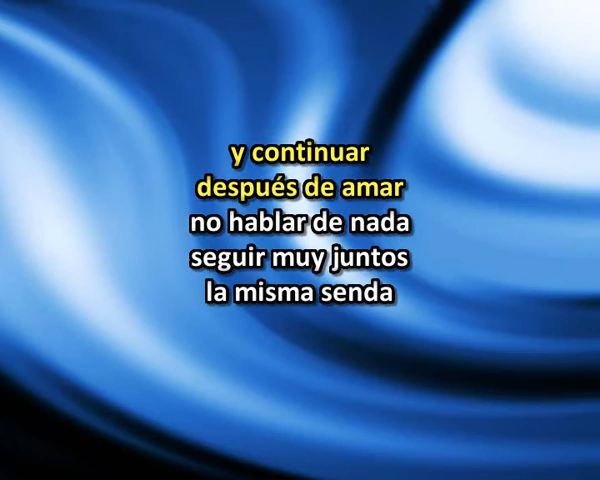 y continuar
después de amar
no hablar de nada
seguir muy juntos
la misma senda